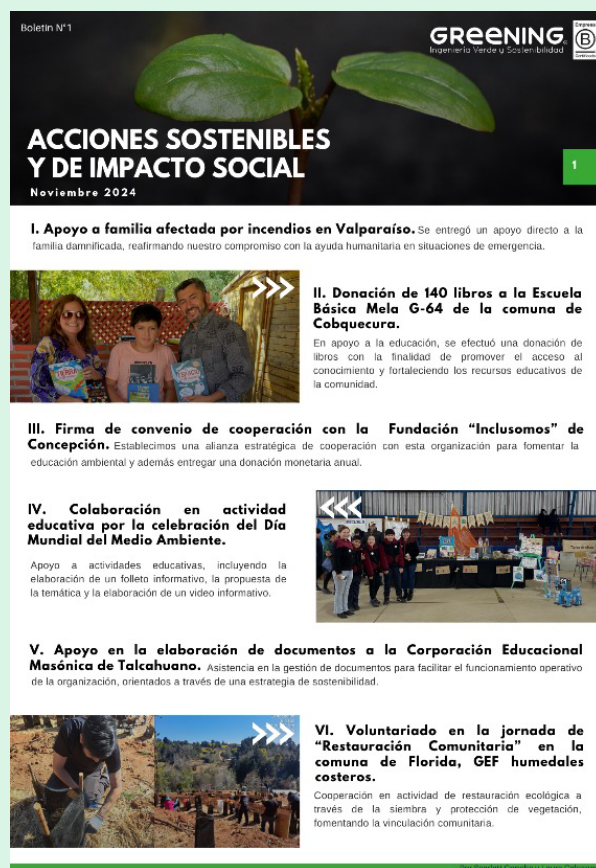 Boletin N°1
GREENING
Ingeniería Verde y Sostenibilidad
Empresa
B
Certificada
ACCIONES SOSTENIBLES
Y DE IMPACTO SOCIAL
Noviembre 2024
1
I. Apoyo a familia afectada por incendios en Valparaíso. Se entregó un apoyo directo a la
familia damnificada, reafirmando nuestro compromiso con la ayuda humanitaria en situaciones de emergencia.
II. Donación de 140 libros a la Escuela
Básica Mela G-64 de la comuna de
Cobquecura.
En apoyo a la educación, se efectuó una donación de
libros con la finalidad de promover el acceso al
conocimiento y fortaleciendo los recursos educativos de
la comunidad.
III. Firma de convenio de cooperación con la Fundación “Inclusomos” de
Concepción. Establecimos una alianza estratégica de cooperación con esta organización para fomentar la
educación ambiental y además entregar una donación monetaria anual.
IV. Colaboración en actividad
educativa por la celebración del Día
Mundial del Medio Ambiente.
Apoyo a actividades educativas, incluyendo la
elaboración de un folleto informativo, la propuesta de
la temática y la elaboración de un video informativo.
V. Apoyo en la elaboración de documentos a la Corporación Educacional
Masónica de Talcahuano. Asistencia en la gestión de documentos para facilitar el funcionamiento operativo
de la organización, orientados a través de una estrategia de sostenibilidad.
VI. Voluntariado en la jornada de
“Restauración Comunitaria” en la
comuna de Florida, GEF humedales
costeros.
Cooperación en actividad de restauración ecológica a
través de la siembra y protección de vegetación,
fomentando la vinculación comunitaria.